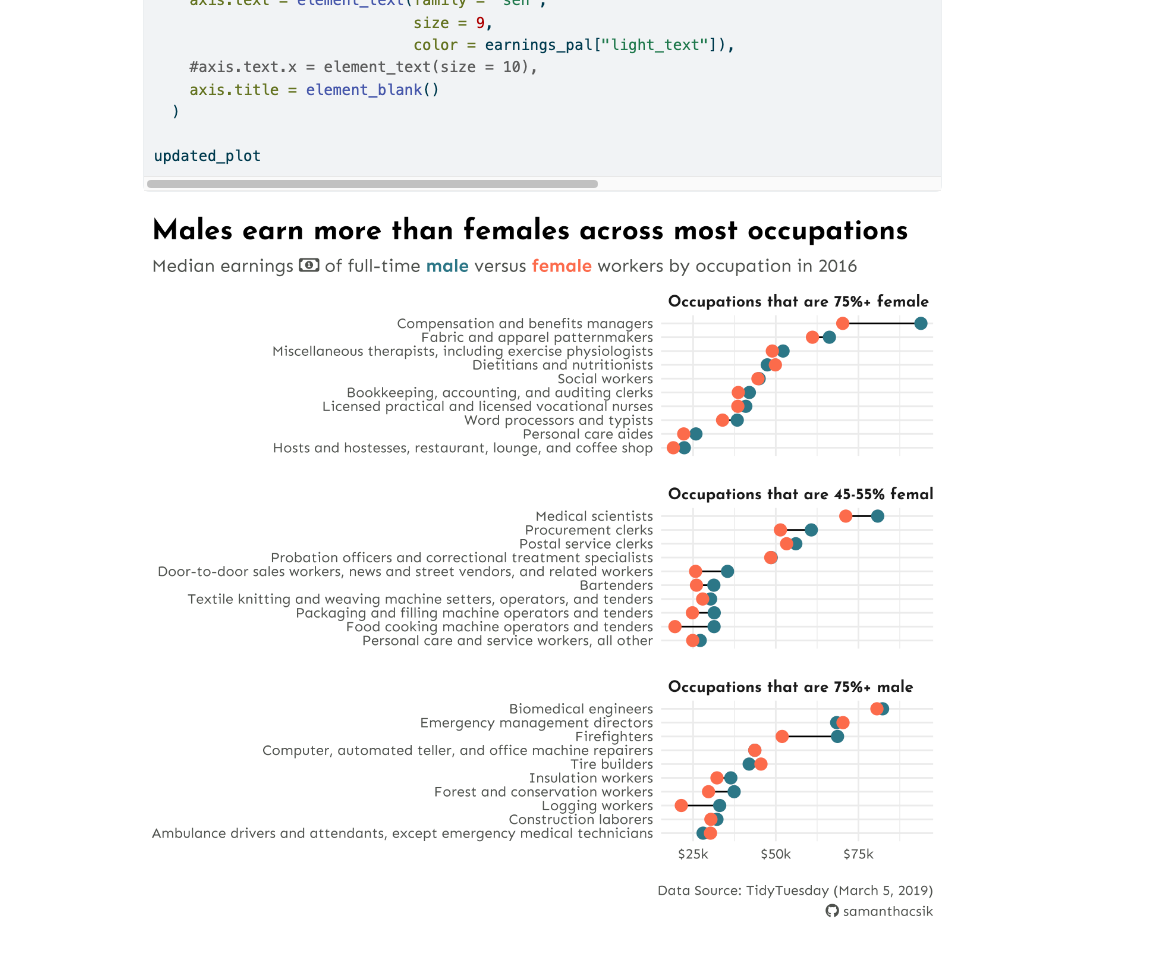 axis.text = element_text(family = "sen",
size = 9,
color = earnings_pal["light_text"]),
#axis.text.x = element_text(size = 10),
axis.title = element_blank()
)
updated_plot
Males earn more than females across most occupations
Median earnings of full-time male versus female workers by occupation in 2016
Occupations that are 75%+ female
Compensation and benefits managers
Fabric and apparel patternmakers
Miscellaneous therapists, including exercise physiologists
Dietitians and nutritionists
Social workers
Bookkeeping, accounting, and auditing clerks
Licensed practical and licensed vocational nurses
Word processors and typists
Personal care aides
Hosts and hostesses, restaurant, lounge, and coffee shop
Occupations that are 45-55% femal
Medical scientists
Procurement clerks
Postal service clerks
Probation officers and correctional treatment specialists
Door-to-door sales workers, news and street vendors, and related workers
Bartenders
Textile knitting and weaving machine setters, operators, and tenders
Packaging and filling machine operators and tenders
Food cooking machine operators and tenders
Personal care and service workers, all other
Occupations that are 75%+ male
Biomedical engineers
Emergency management directors
Firefighters
Computer, automated teller, and office machine repairers
Tire builders
Insulation workers
Forest and conservation workers
Logging workers
Construction laborers
Ambulance drivers and attendants, except emergency medical technicians
$25k $50k $75k
Data Source: TidyTuesday (March 5, 2019)
samanthacsik